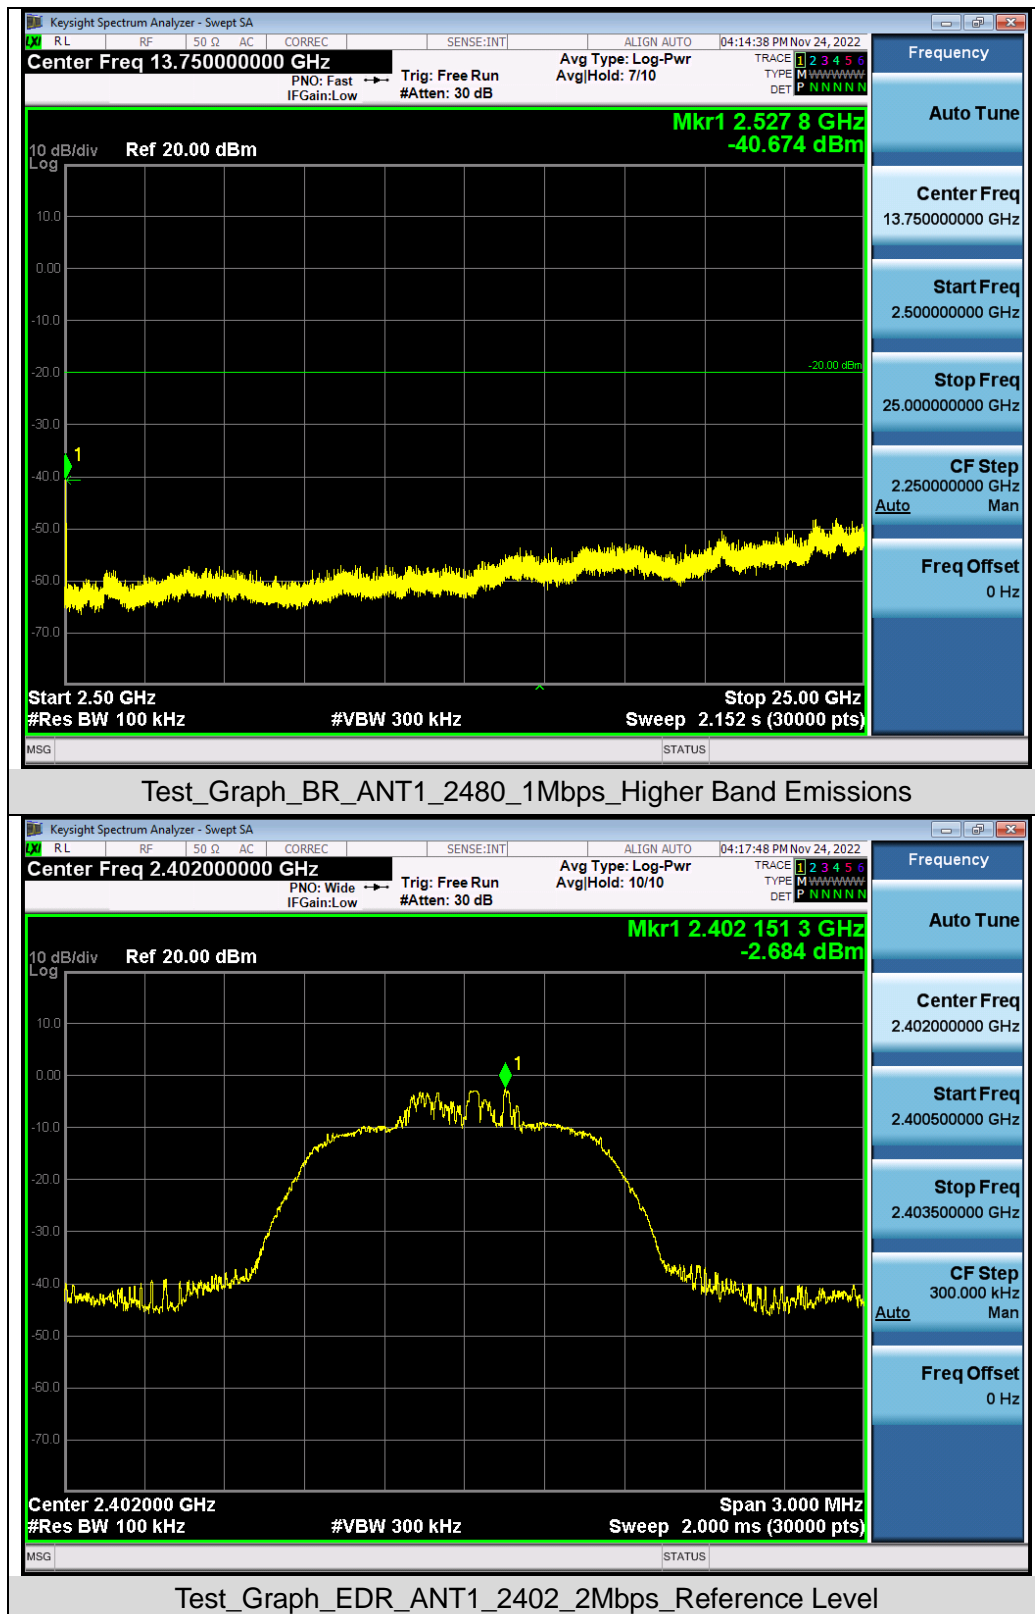 Keysight Spectrum Analyzer - Swept SA
LXI RL RF 50 Ω AC CORREC SENSE:INT ALIGN AUTO 04:14:38 PM Nov 24, 2022
Center Freq 13.750000000 GHz
PNO: Fast
IFGain:Low
Trig: Free Run
#Atten: 30 dB
Avg Type: Log-Pwr
Avg|Hold: 7/10
TRACE 1 2 3 4 5 6
TYPE M WWWWW
DET P N N N N N
Mkr1 2.527 8 GHz
-40.674 dBm
10 dB/div Ref 20.00 dBm
Log
10.0
0.00
-10.0
-20.0
-20.00 dBm
-30.0
1
-40.0
-50.0
-60.0
-70.0
Start 2.50 GHz Stop 25.00 GHz
#Res BW 100 kHz #VBW 300 kHz Sweep 2.152 s (30000 pts)
MSG STATUS
Frequency
Auto Tune
Center Freq
13.750000000 GHz
Start Freq
2.500000000 GHz
Stop Freq
25.000000000 GHz
CF Step
2.250000000 GHz
Auto Man
Freq Offset
0 Hz
Test_Graph_BR_ANT1_2480_1Mbps_Higher Band Emissions
Keysight Spectrum Analyzer - Swept SA
LXI RL RF 50 Ω AC CORREC SENSE:INT ALIGN AUTO 04:17:48 PM Nov 24, 2022
Center Freq 2.402000000 GHz
PNO: Wide
IFGain:Low
Trig: Free Run
#Atten: 30 dB
Avg Type: Log-Pwr
Avg|Hold: 10/10
TRACE 1 2 3 4 5 6
TYPE M WWWWW
DET P N N N N N
Mkr1 2.402 151 3 GHz
-2.684 dBm
10 dB/div Ref 20.00 dBm
Log
10.0
0.00
1
-10.0
-20.0
-30.0
-40.0
-50.0
-60.0
-70.0
Center 2.402000 GHz Span 3.000 MHz
#Res BW 100 kHz #VBW 300 kHz Sweep 2.000 ms (30000 pts)
MSG STATUS
Frequency
Auto Tune
Center Freq
2.402000000 GHz
Start Freq
2.400500000 GHz
Stop Freq
2.403500000 GHz
CF Step
300.000 kHz
Auto Man
Freq Offset
0 Hz
Test_Graph_EDR_ANT1_2402_2Mbps_Reference Level